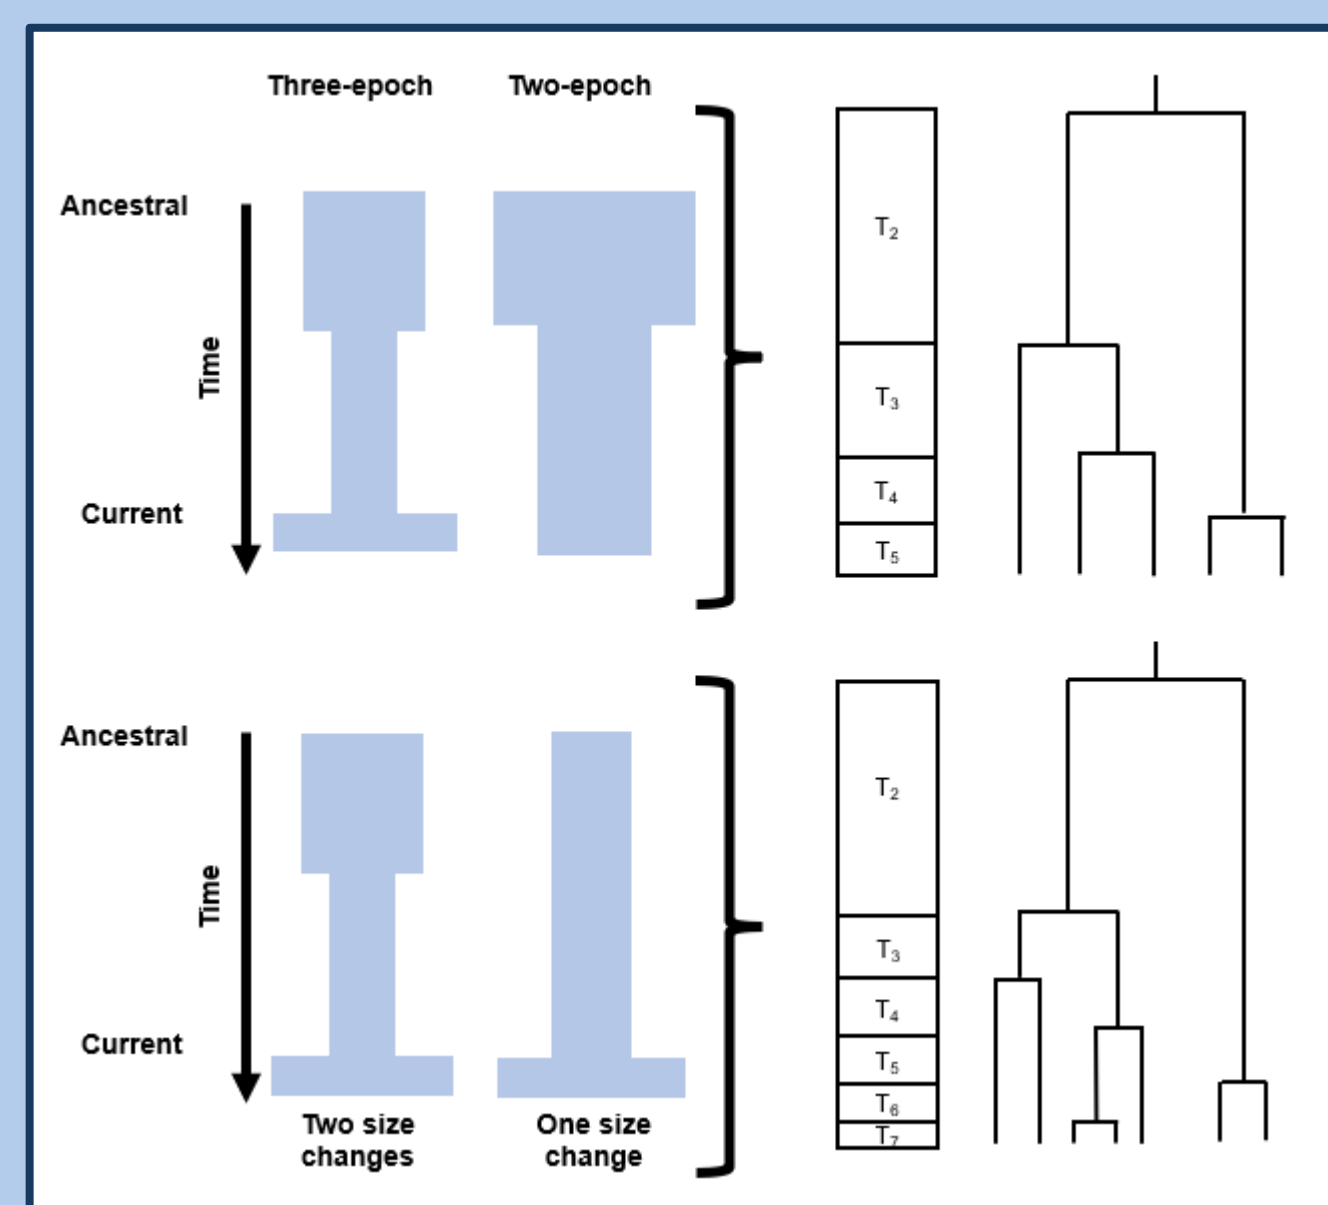 Three-epoch
Two-epoch
Ancestral
Time
Current
T₂
T₃
T₄
T₅
Ancestral
Time
Current
Two size
changes
One size
change
T₂
T₃
T₄
T₅
T₆
T₇